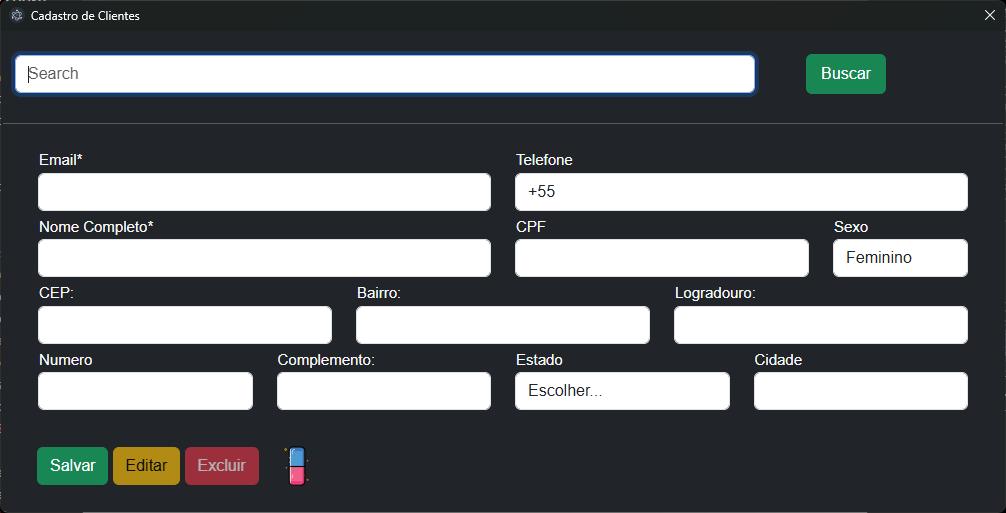 Cadastro de Clientes
Search
Buscar
Email* Telefone
+55
Nome Completo* CPF Sexo
Feminino
CEP: Bairro: Logradouro:
Numero Complemento: Estado Cidade
Escolher...
Salvar Editar Excluir